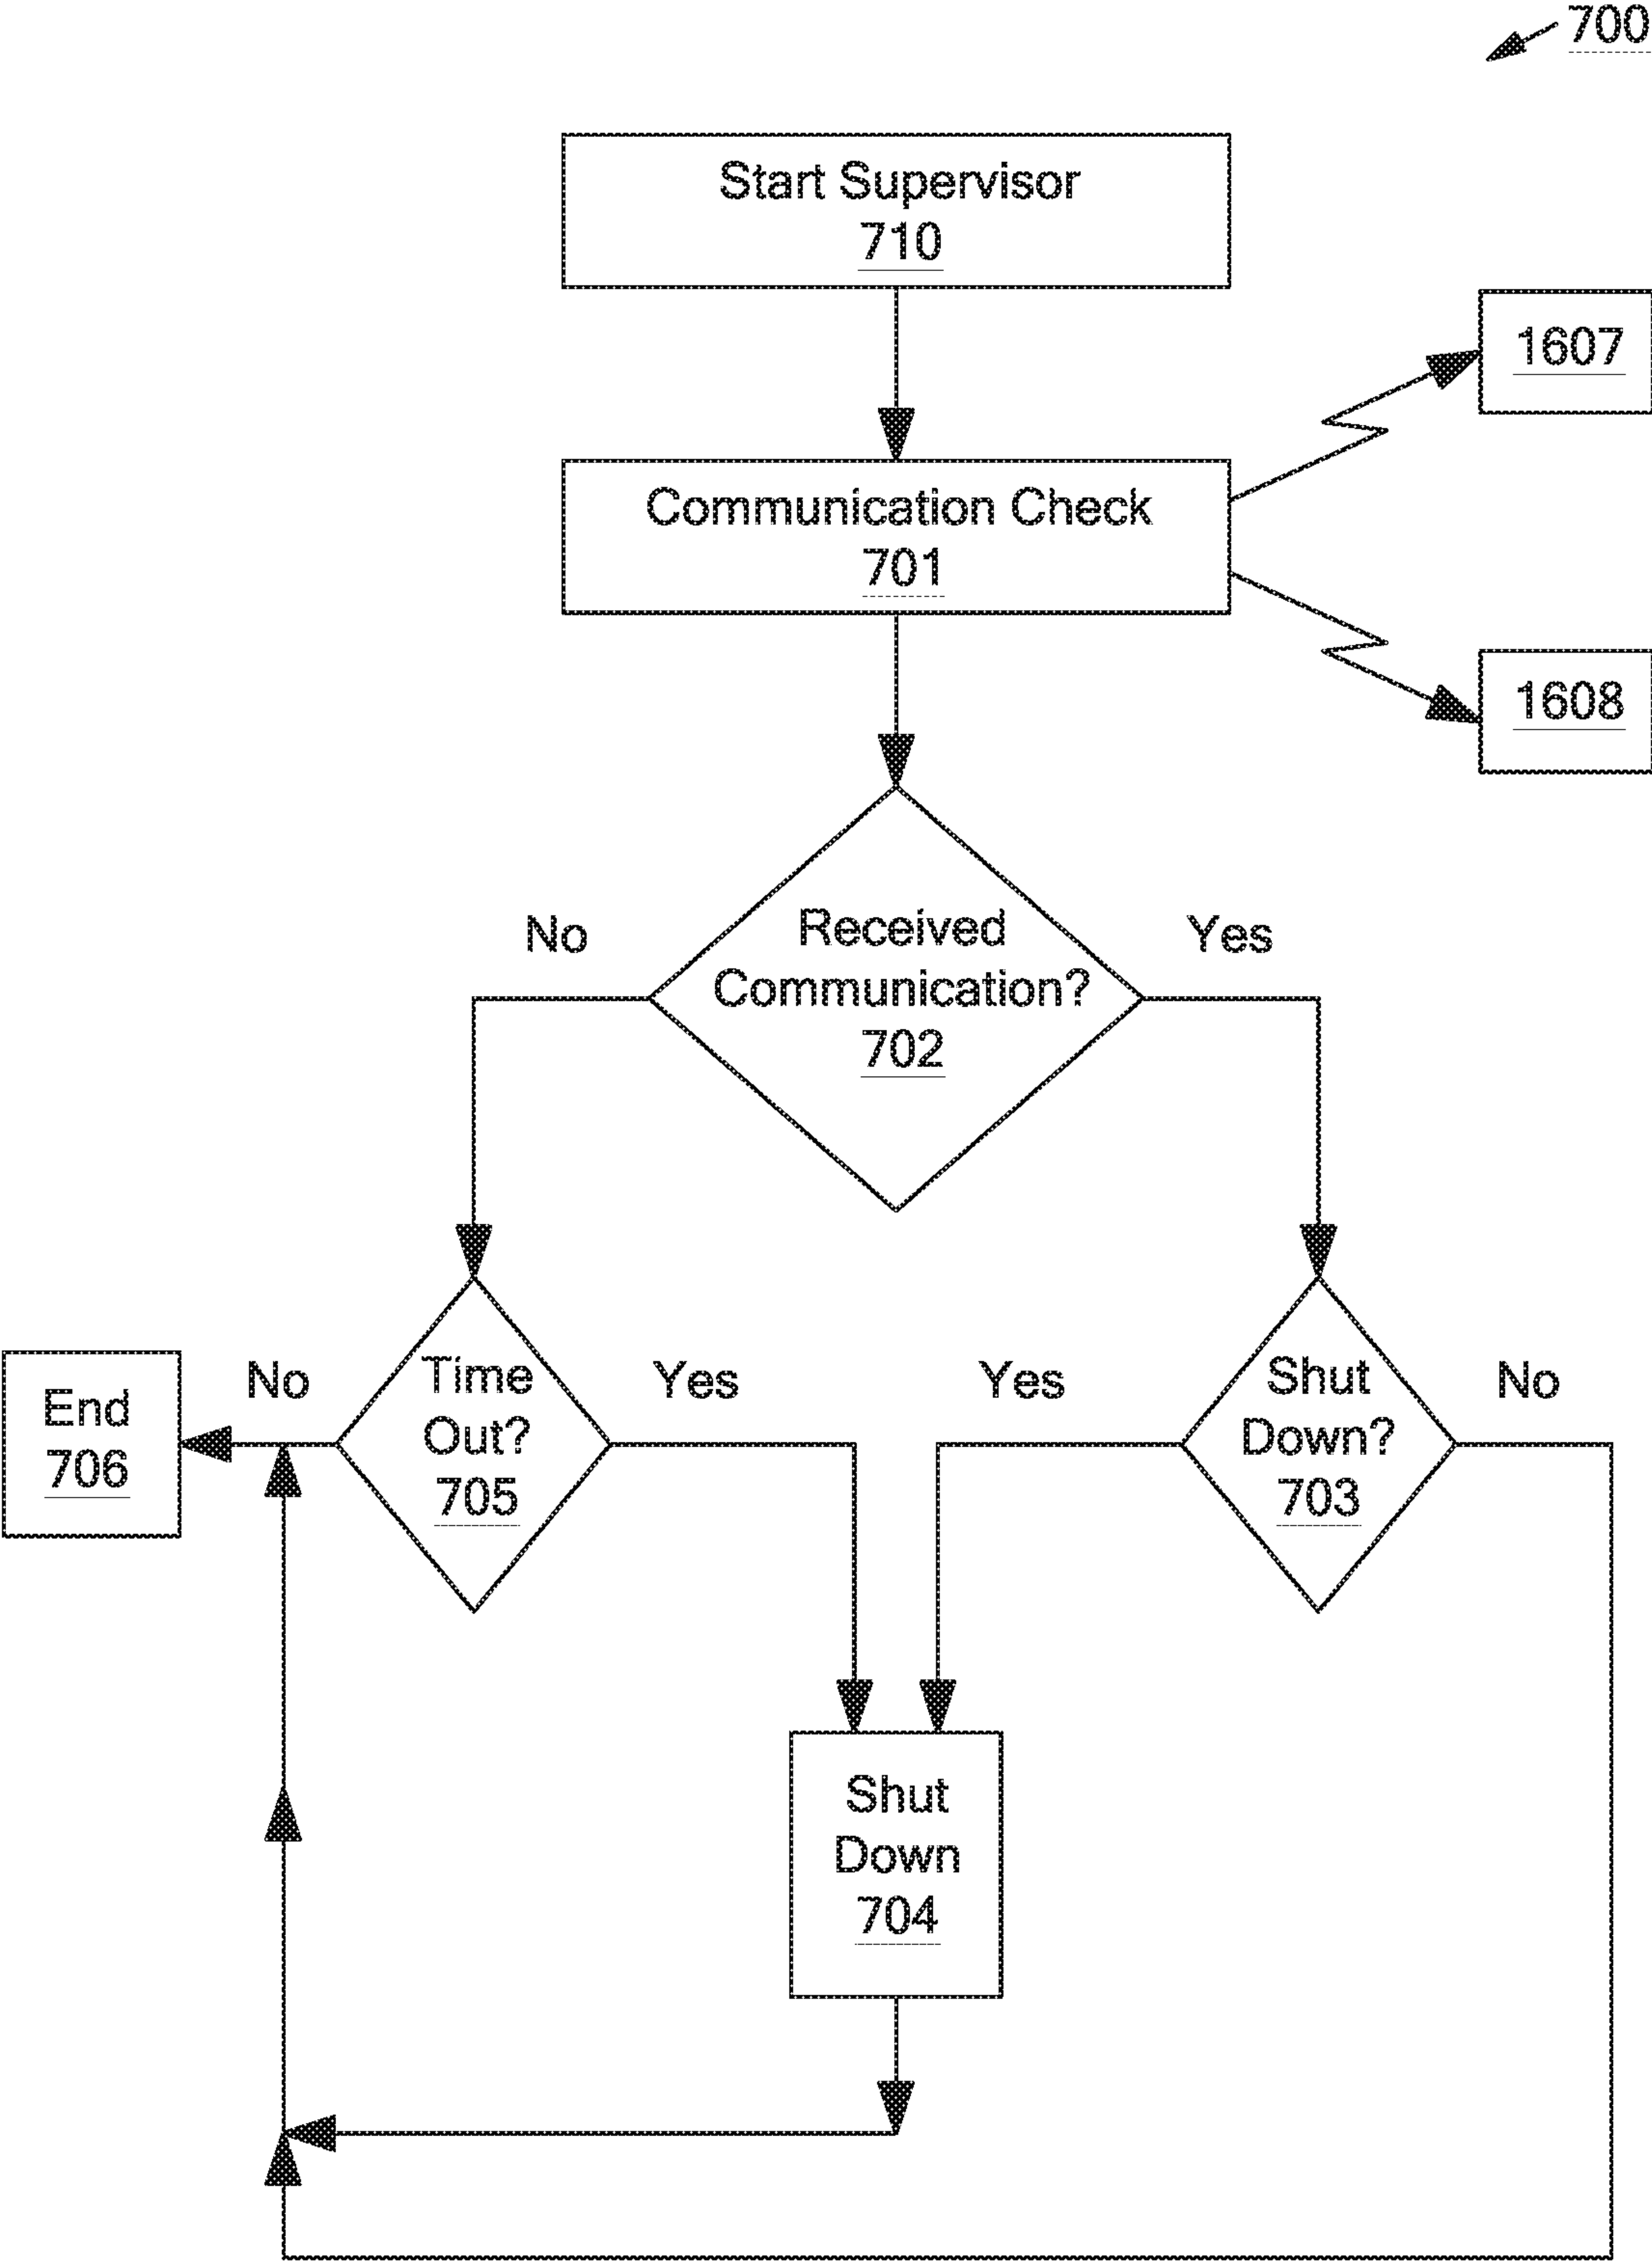 700
Start Supervisor
710
1607
Communication Check
701
1608
No
Received
Communication?
702
Yes
End
706
No
Time
Out?
705
Yes
Yes
Shut
Down?
703
No
Shut
Down
704